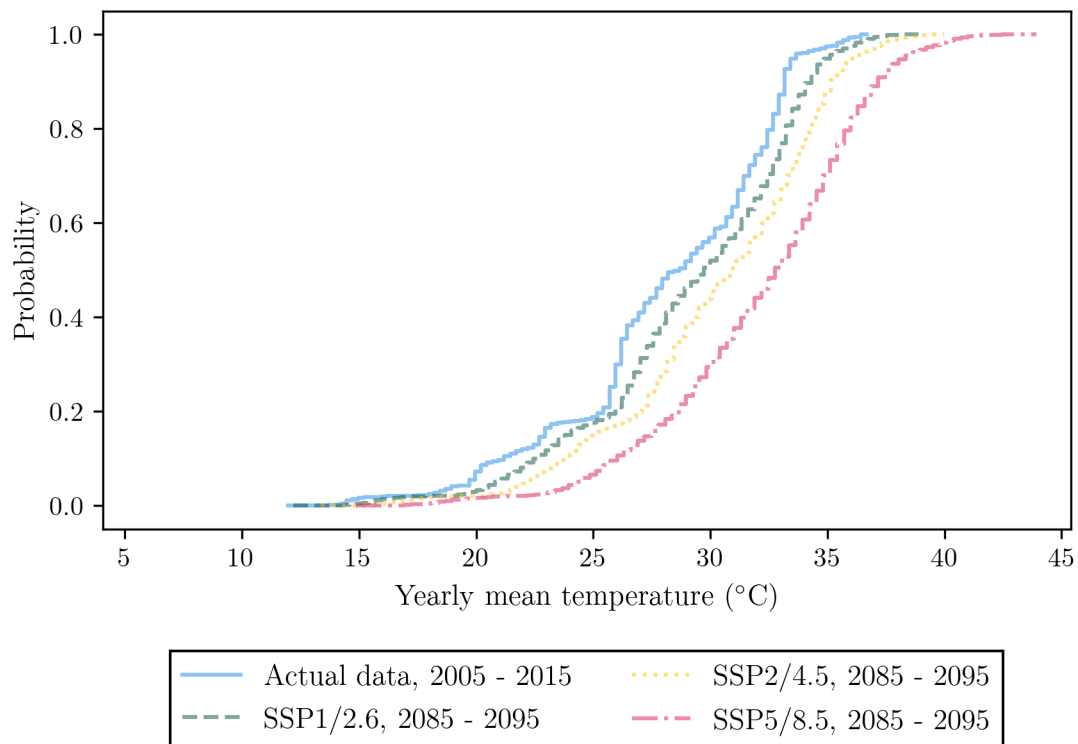 1.0
0.8
0.6
0.4
0.2
0.0
Probability
5 10 15 20 25 30 35 40 45
Yearly mean temperature (°C)
Actual data, 2005 - 2015
SSP1/2.6, 2085 - 2095
SSP2/4.5, 2085 - 2095
SSP5/8.5, 2085 - 2095